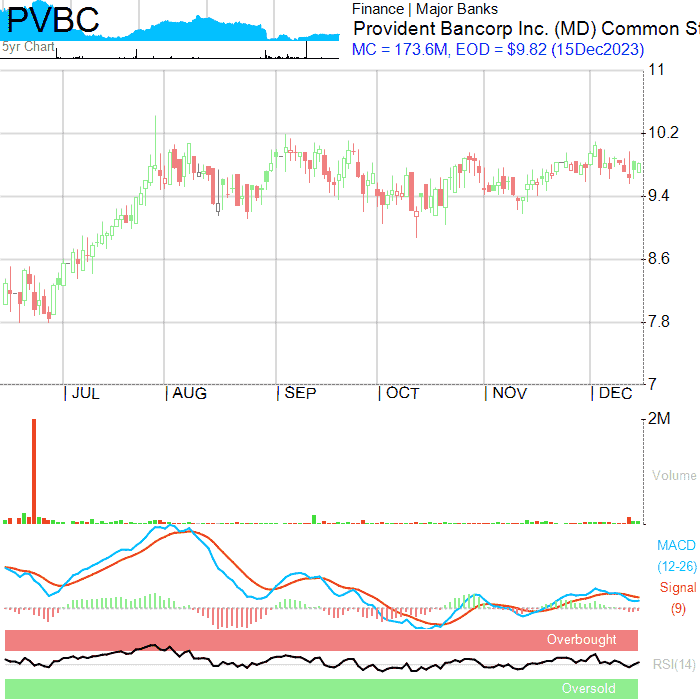 PVBC
5yr Chart
Finance | Major Banks
Provident Bancorp Inc. (MD) Common St
MC = 173.6M, EOD = $9.82 (15Dec2023)
11
10.2
9.4
8.6
7.8
7
| JUL | AUG | SEP | OCT | NOV | DEC
2M
Volume
MACD
(12-26)
Signal
(9)
Overbought
RSI(14)
Oversold